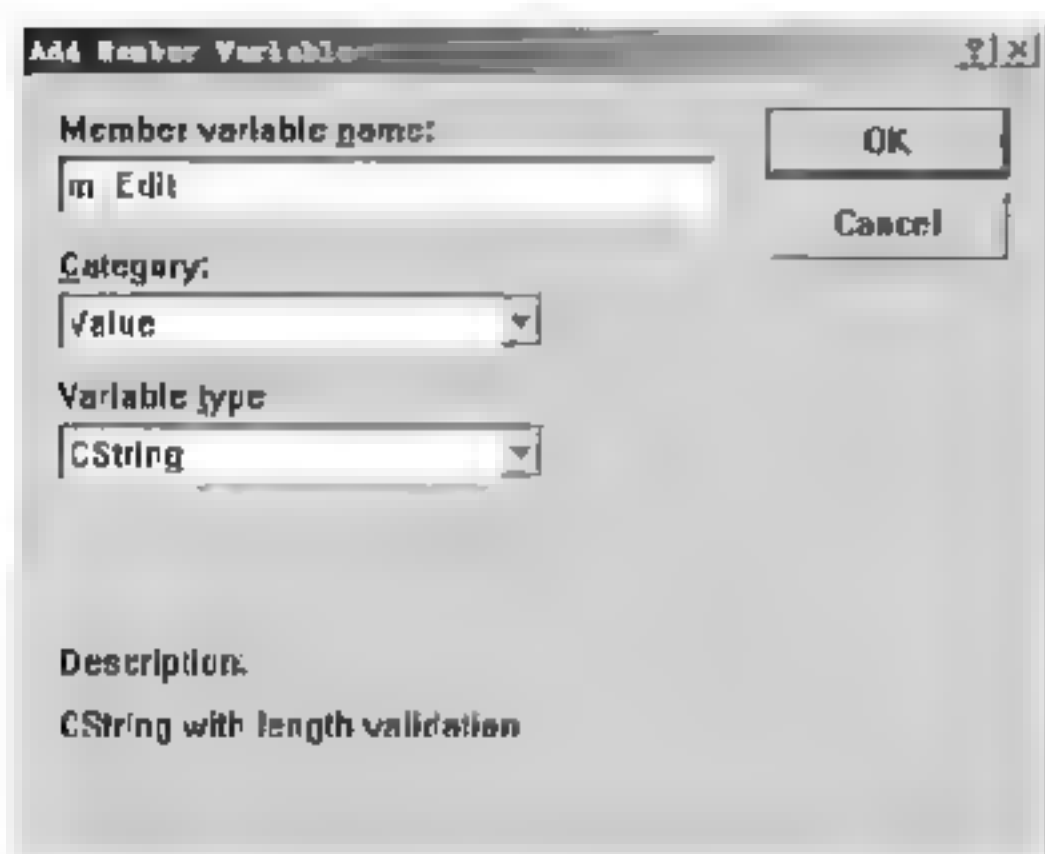 Add Member Variable
Member variable name:
m_Edit
OK
Cancel
Category:
Value
Variable type
CString
Description:
CString with length validation